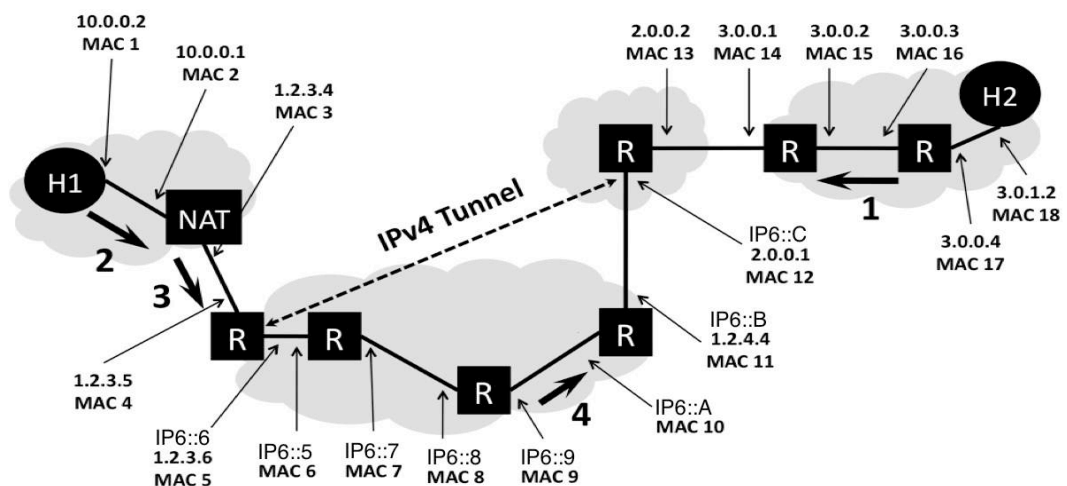 10.0.0.2
MAC 1
10.0.0.1
MAC 2
1.2.3.4
MAC 3
2.0.0.2
MAC 13
3.0.0.1
MAC 14
3.0.0.2
MAC 15
3.0.0.3
MAC 16
H2
H1
NAT
R
R
R
IPv4 Tunnel
1
2
3
3.0.1.2
MAC 18
3.0.0.4
MAC 17
IP6::C
2.0.0.1
MAC 12
R
R
R
R
IP6::B
1.2.4.4
MAC 11
4
1.2.3.5
MAC 4
IP6::A
MAC 10
IP6::6
1.2.3.6
MAC 5
IP6::5
MAC 6
IP6::7
MAC 7
IP6::8
MAC 8
IP6::9
MAC 9